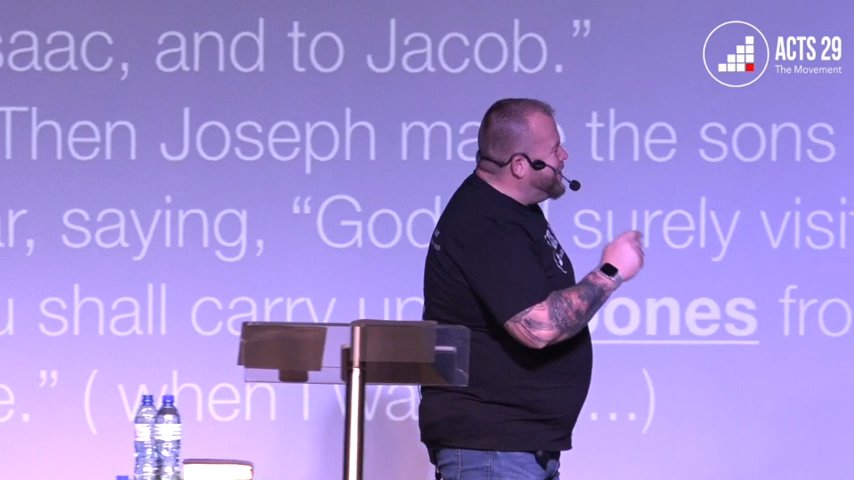 saac, and to Jacob.”
Then Joseph ma the sons
r, saying, “God surely visi
u shall carry up ones fro
e.” ( when I wa ...)
ACTS 29
The Movement